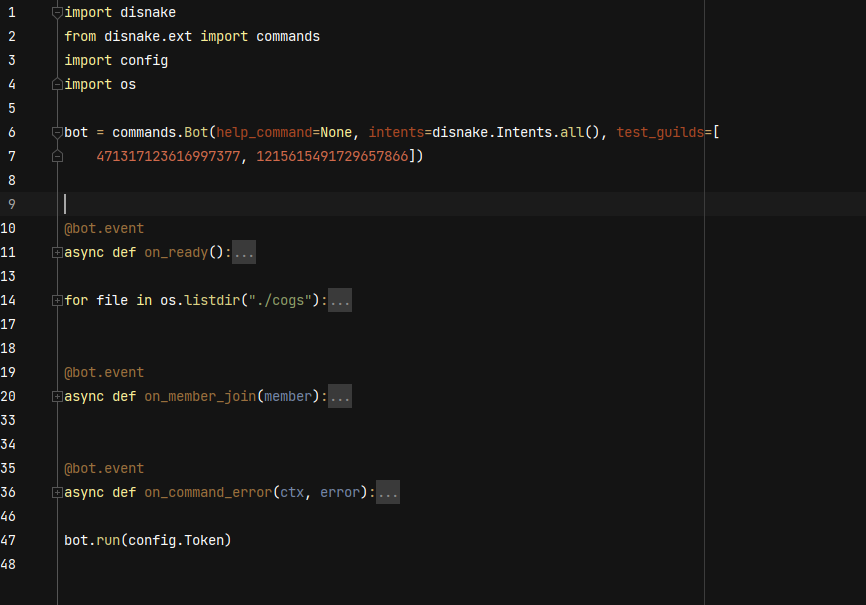 1 import disnake
2 from disnake.ext import commands
3 import config
4 import os
5
6 bot = commands.Bot(help_command=None, intents=disnake.Intents.all(), test_guilds=[
7     471317123616997377, 1215615491729657866])
8
9
10 @bot.event
11 async def on_ready():...
13
14 for file in os.listdir("./cogs"):...
17
18
19 @bot.event
20 async def on_member_join(member):...
33
34
35 @bot.event
36 async def on_command_error(ctx, error):...
46
47 bot.run(config.Token)
48